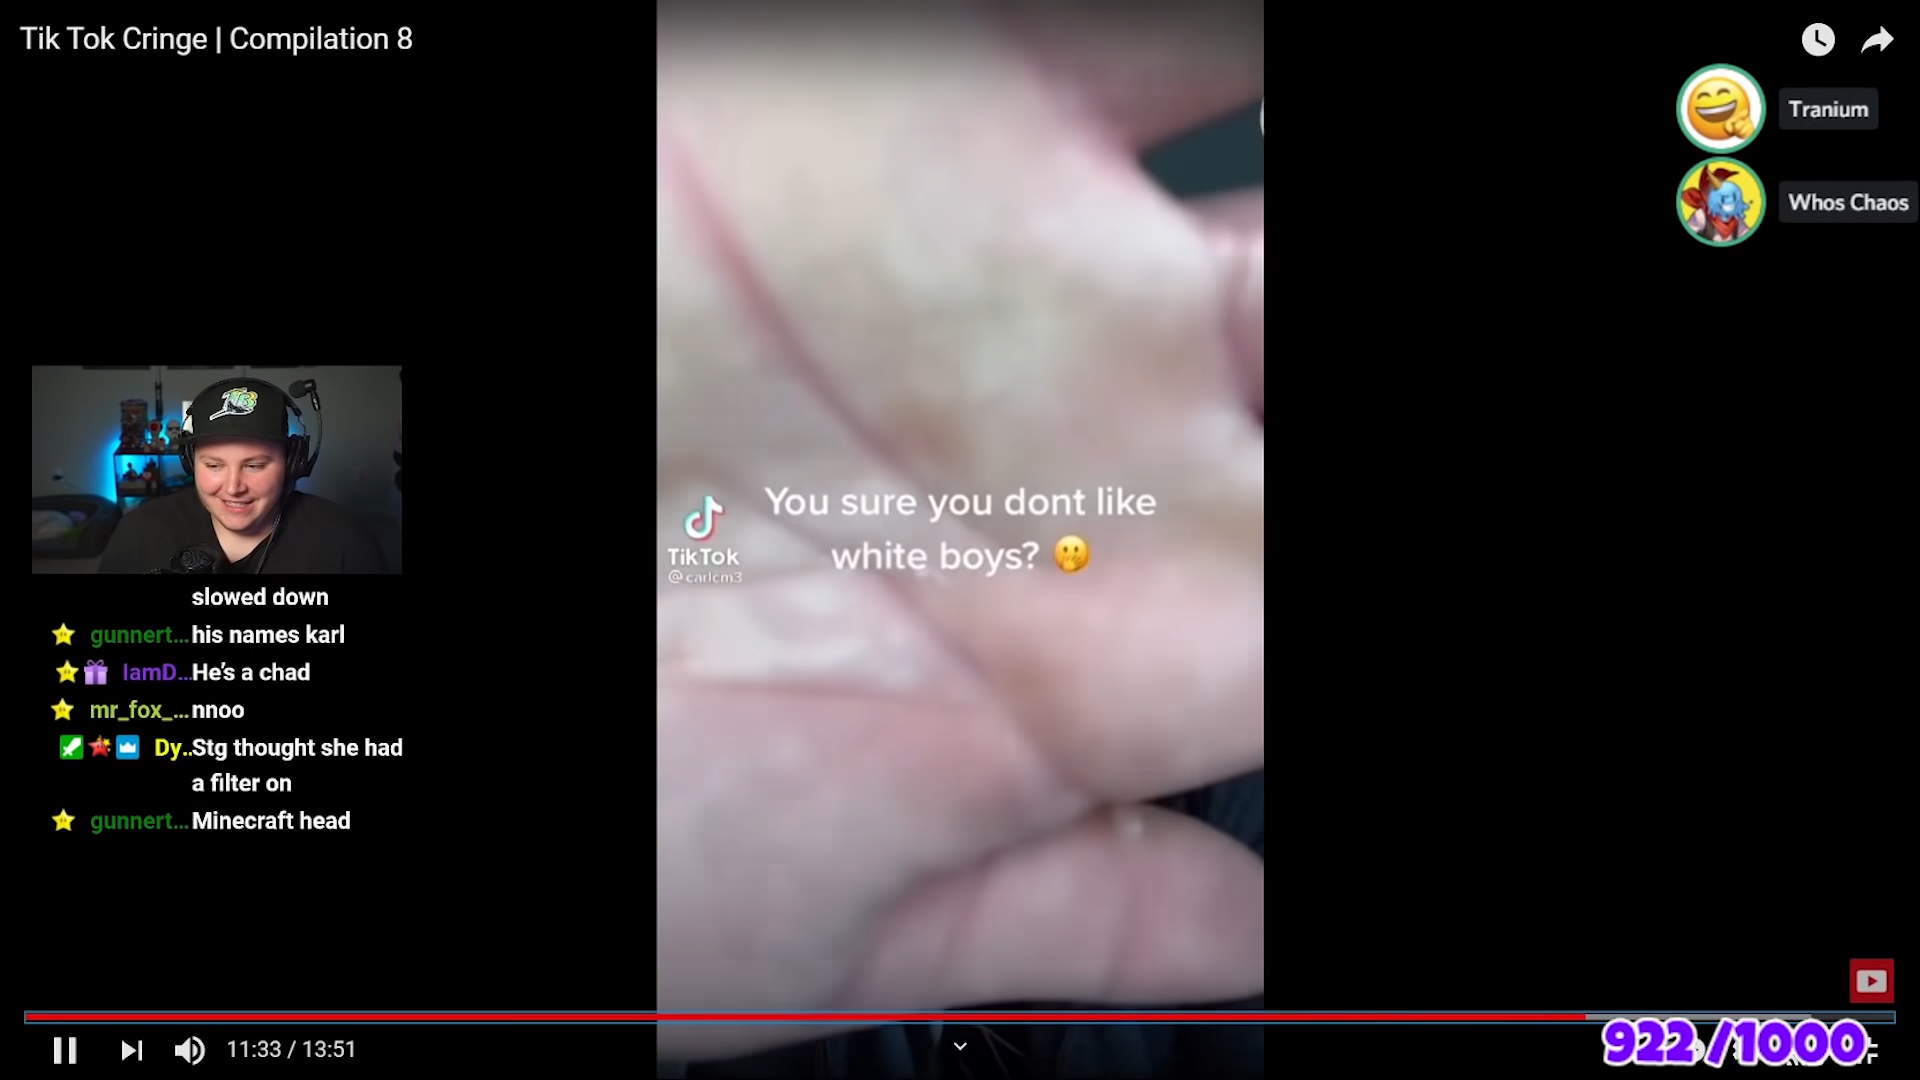 Tik Tok Cringe | Compilation 8
Tranium
Whos Chaos
You sure you dont like
white boys? 🤭
TikTok
@carlcm3
slowed down
gunnert...his names karl
IamD...He's a chad
mr_fox_...nnoo
Dy..Stg thought she had
a filter on
gunnert...Minecraft head
11:33 / 13:51
922/1000